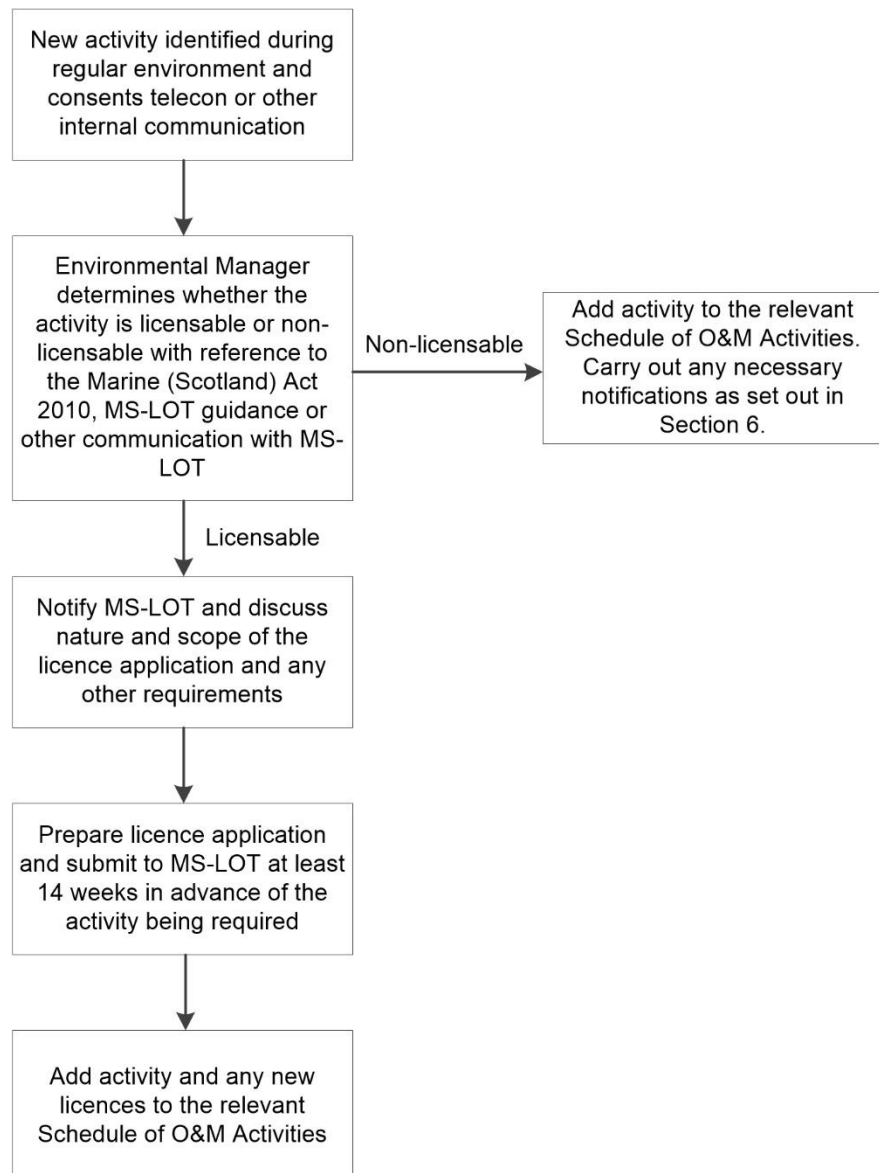 New activity identified during
regular environment and
consents telecon or other
internal communication
Environmental Manager
determines whether the
activity is licensable or non-
licensable with reference to
the Marine (Scotland) Act
2010, MS-LOT guidance or
other communication with MS-
LOT
Non-licensable
Add activity to the relevant
Schedule of O&M Activities.
Carry out any necessary
notifications as set out in
Section 6.
Licensable
Notify MS-LOT and discuss
nature and scope of the
licence application and any
other requirements
Prepare licence application
and submit to MS-LOT at least
14 weeks in advance of the
activity being required
Add activity and any new
licences to the relevant
Schedule of O&M Activities